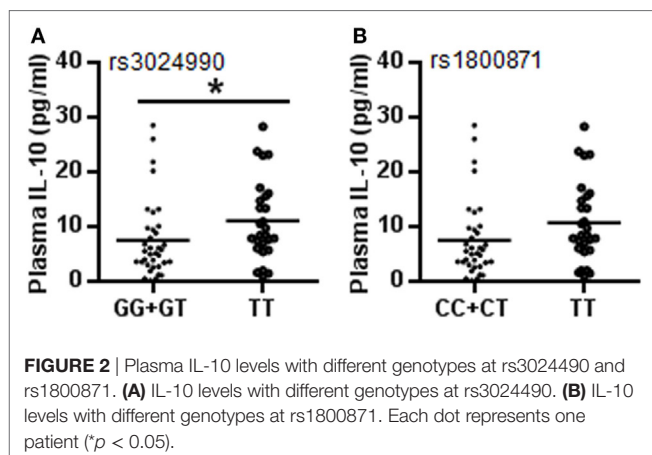 A
rs3024990
*
Plasma IL-10 (pg/ml)
40
30
20
10
0
GG+GT
TT
B
rs1800871
Plasma IL-10 (pg/ml)
40
30
20
10
0
CC+CT
TT
FIGURE 2 | Plasma IL-10 levels with different genotypes at rs3024490 and
rs1800871. (A) IL-10 levels with different genotypes at rs3024490. (B) IL-10
levels with different genotypes at rs1800871. Each dot represents one
patient (*p < 0.05).